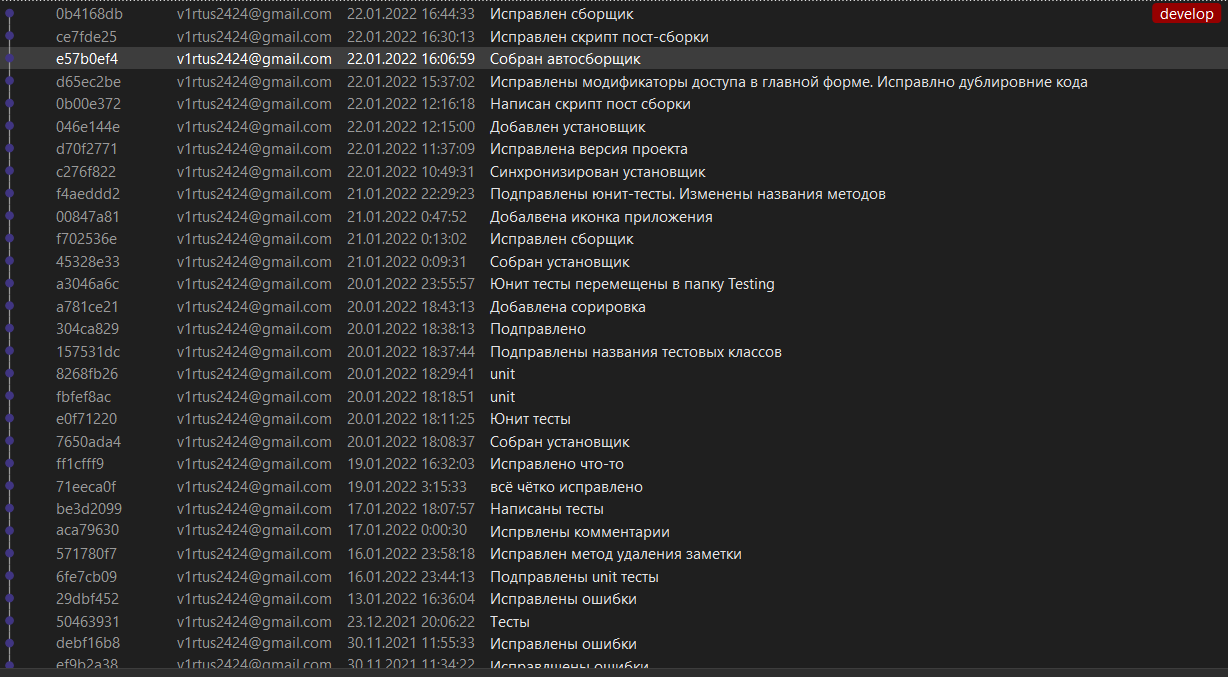 0b4168db v1rtus2424@gmail.com 22.01.2022 16:44:33 Исправлен сборщик develop
ce7fde25 v1rtus2424@gmail.com 22.01.2022 16:30:13 Исправлен скрипт пост-сборки
e57b0ef4 v1rtus2424@gmail.com 22.01.2022 16:06:59 Собран автосборщик
d65ec2be v1rtus2424@gmail.com 22.01.2022 15:37:02 Исправлены модификаторы доступа в главной форме. Исправлно дублировние кода
0b00e372 v1rtus2424@gmail.com 22.01.2022 12:16:18 Написан скрипт пост сборки
046e144e v1rtus2424@gmail.com 22.01.2022 12:15:00 Добавлен установщик
d70f2771 v1rtus2424@gmail.com 22.01.2022 11:37:09 Исправлена версия проекта
c276f822 v1rtus2424@gmail.com 22.01.2022 10:49:31 Синхронизирован установщик
f4aeddd2 v1rtus2424@gmail.com 21.01.2022 22:29:23 Подправлены юнит-тесты. Изменены названия методов
00847a81 v1rtus2424@gmail.com 21.01.2022 0:47:52 Добалвена иконка приложения
f702536e v1rtus2424@gmail.com 21.01.2022 0:13:02 Исправлен сборщик
45328e33 v1rtus2424@gmail.com 21.01.2022 0:09:31 Собран установщик
a3046a6c v1rtus2424@gmail.com 20.01.2022 23:55:57 Юнит тесты перемещены в папку Testing
a781ce21 v1rtus2424@gmail.com 20.01.2022 18:43:13 Добавлена сорировка
304ca829 v1rtus2424@gmail.com 20.01.2022 18:38:13 Подправлено
157531dc v1rtus2424@gmail.com 20.01.2022 18:37:44 Подправлены названия тестовых классов
8268fb26 v1rtus2424@gmail.com 20.01.2022 18:29:41 unit
fbfef8ac v1rtus2424@gmail.com 20.01.2022 18:18:51 unit
e0f71220 v1rtus2424@gmail.com 20.01.2022 18:11:25 Юнит тесты
7650ada4 v1rtus2424@gmail.com 20.01.2022 18:08:37 Собран установщик
ff1cfff9 v1rtus2424@gmail.com 19.01.2022 16:32:03 Исправлено что-то
71eeca0f v1rtus2424@gmail.com 19.01.2022 3:15:33 всё чётко исправлено
be3d2099 v1rtus2424@gmail.com 17.01.2022 18:07:57 Написаны тесты
aca79630 v1rtus2424@gmail.com 17.01.2022 0:00:30 Испрвлены комментарии
571780f7 v1rtus2424@gmail.com 16.01.2022 23:58:18 Исправлен метод удаления заметки
6fe7cb09 v1rtus2424@gmail.com 16.01.2022 23:44:13 Подправлены unit тесты
29dbf452 v1rtus2424@gmail.com 13.01.2022 16:36:04 Исправлены ошибки
50463931 v1rtus2424@gmail.com 23.12.2021 20:06:22 Тесты
debf16b8 v1rtus2424@gmail.com 30.11.2021 11:55:33 Исправлены ошибки
ef9b2a38 v1rtus2424@gmail.com 30.11.2021 11:34:22 ошибки